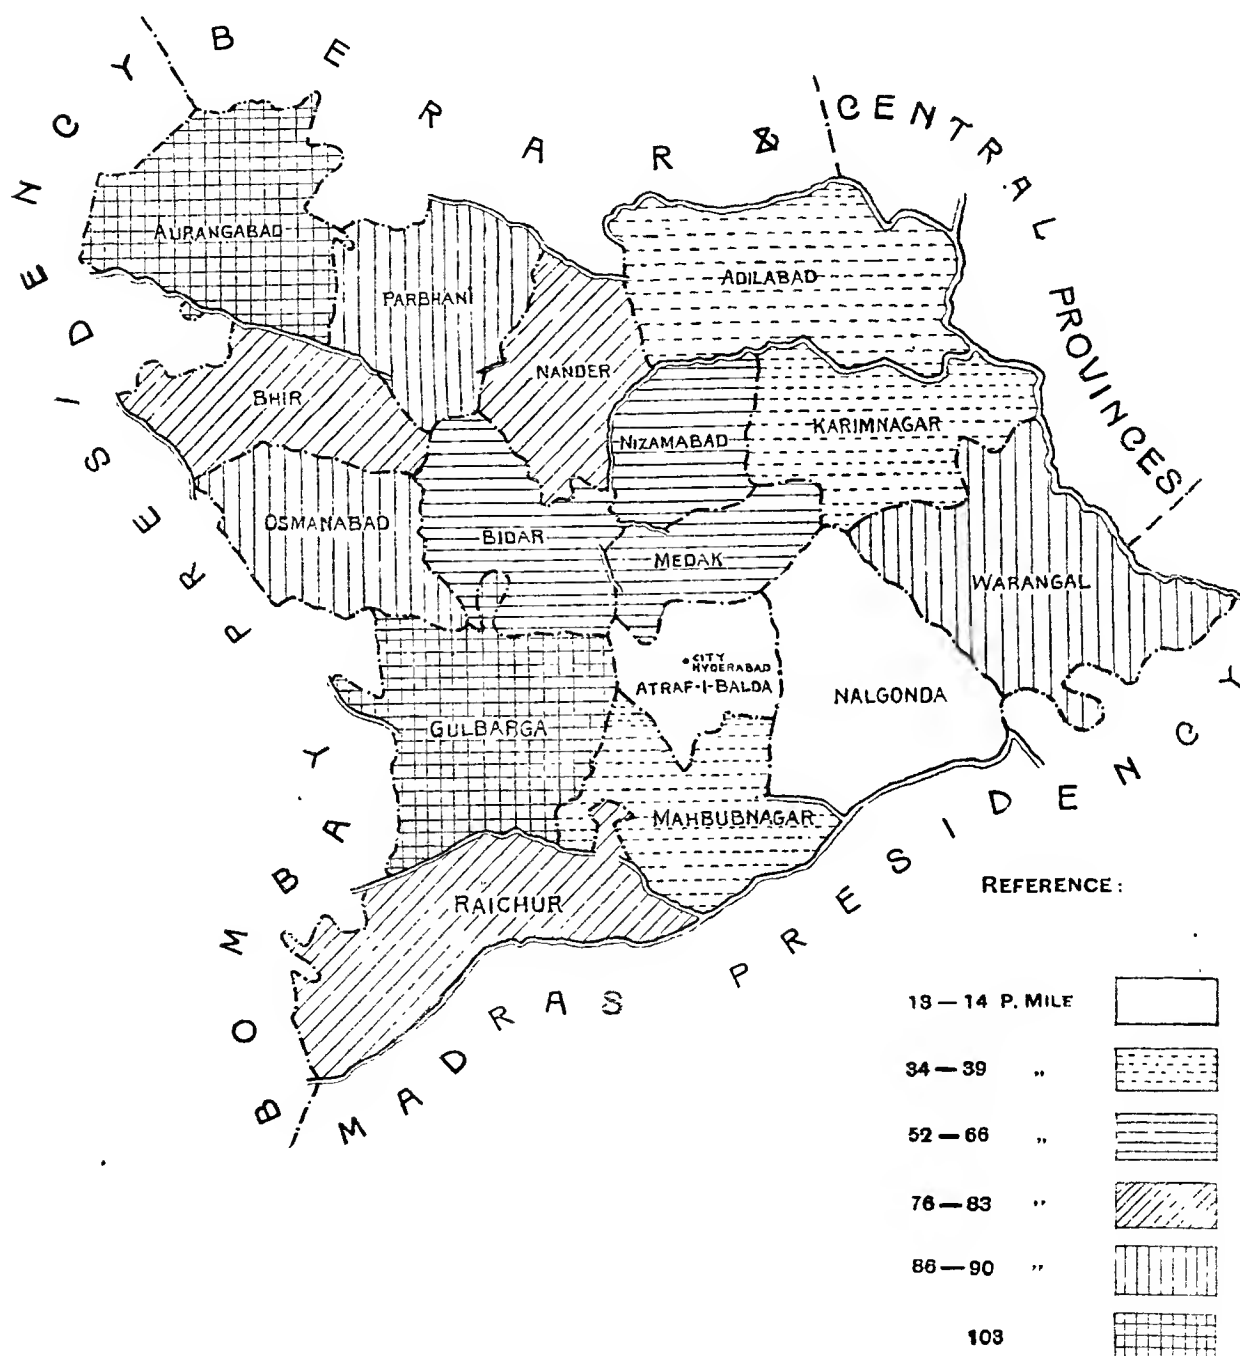 BERAR & CENTRAL PROVINCES
BOMBAY PRESIDENCY
MADRAS PRESIDENCY
AURANGABAD
PARBHANI
ADILABAD
NANDER
BHIR
NIZAMABAD
KARIMNAGAR
OSMANABAD
BIDAR
MEDAK
WARANGAL
CITY
HYDERABAD
ATRAF-I-BALDA
NALGONDA
GULBARGA
MAHBUBNAGAR
RAICHUR
REFERENCE:
13—14 P. MILE
34—39 „
52—66 „
76—83 „
86—90 „
103